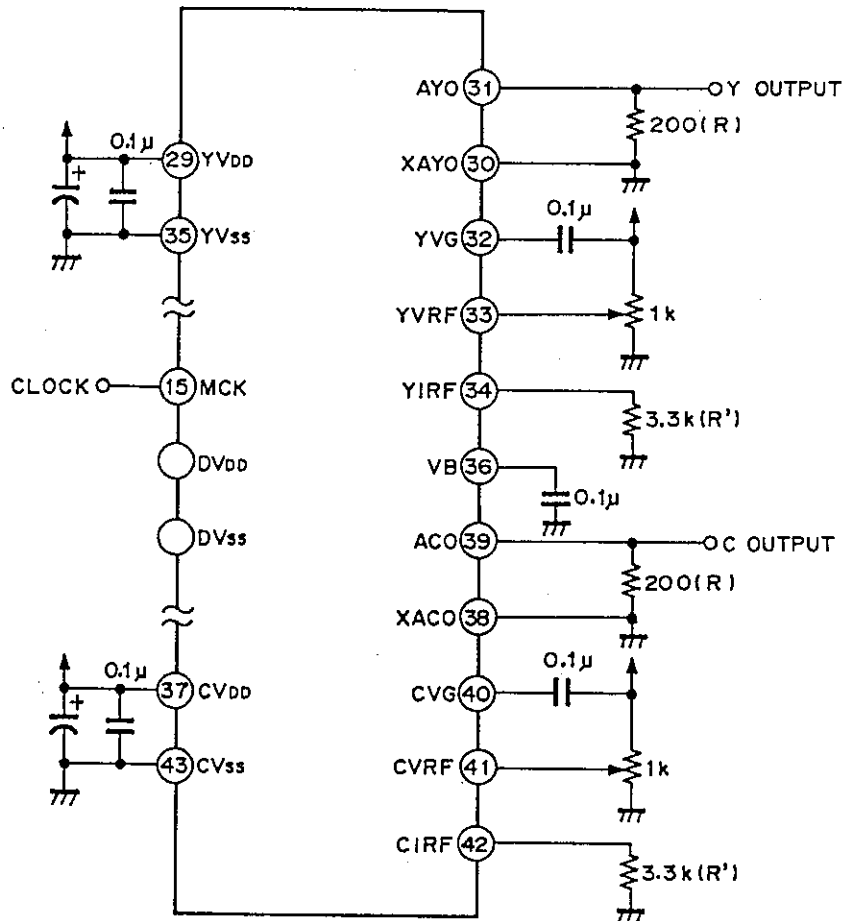 AYO 31 Y OUTPUT
200(R)
0.1μ
29 YVDD
XAYO 30
+
0.1μ
35 YVSS
YVG 32
YVRF 33
1k
CLOCK 15 MCK
YIRF 34
3.3k(R')
DVDD
VB 36
0.1μ
DVSS
ACO 39 C OUTPUT
200(R)
XACO 38
0.1μ
0.1μ
37 CVDD
CVG 40
+
43 CVSS
CVRF 41
1k
CIRF 42
3.3k(R')